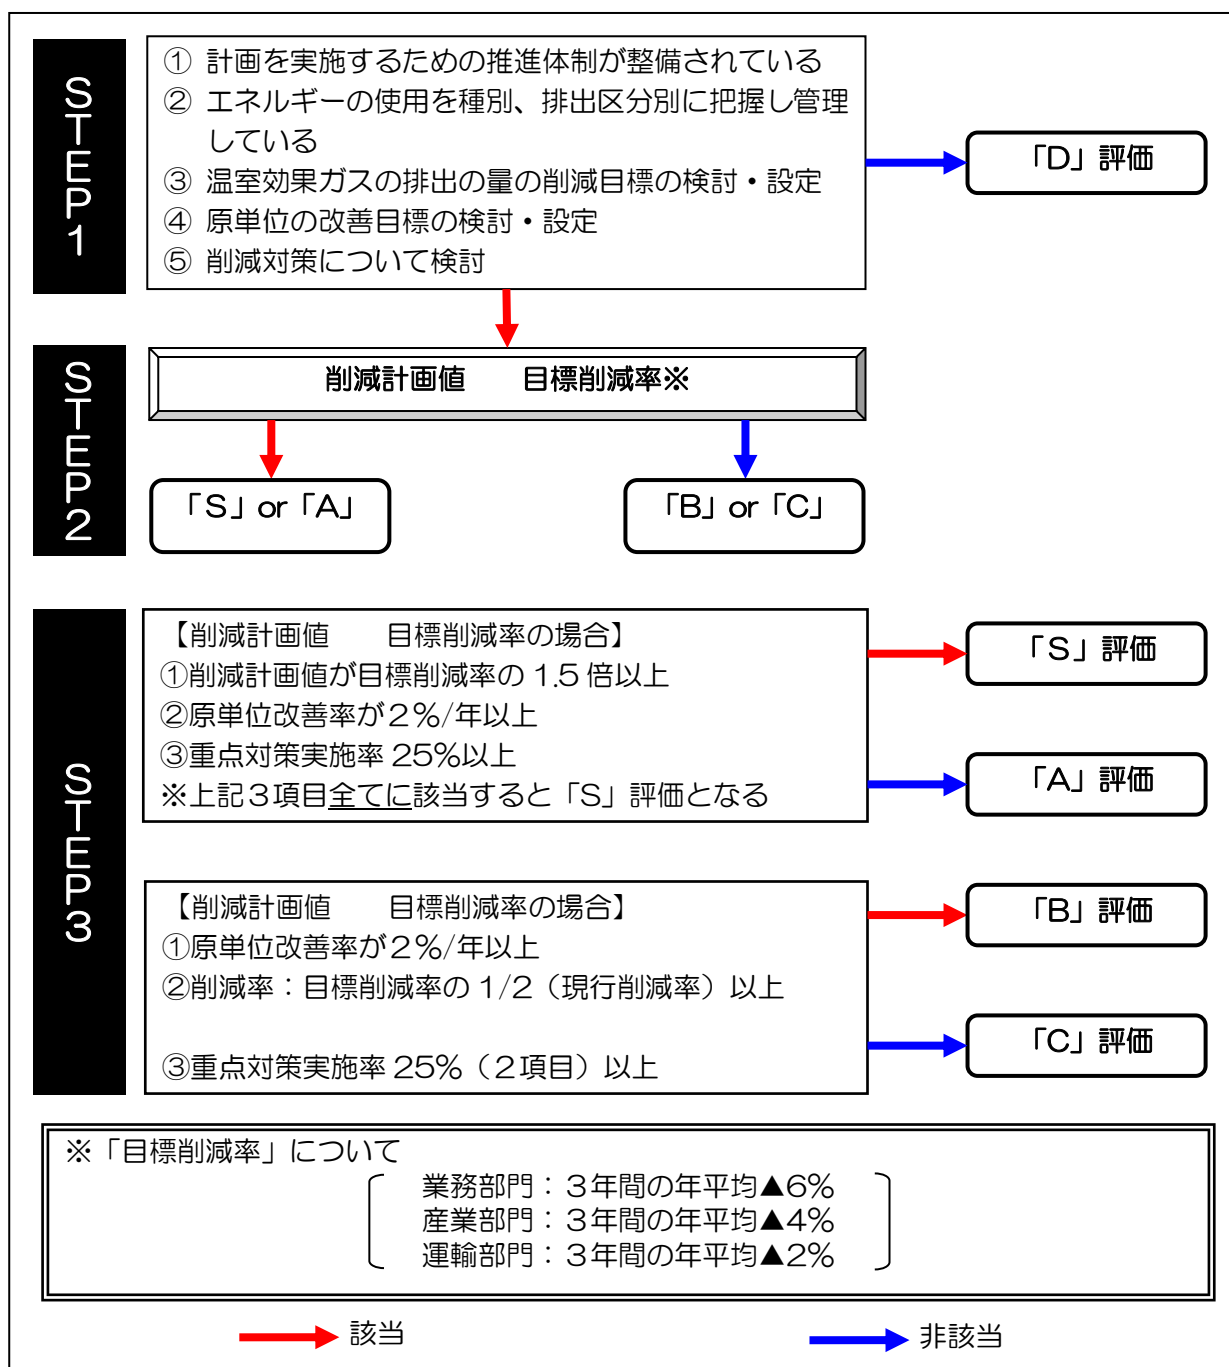 STEP1
① 計画を実施するための推進体制が整備されている
② エネルギーの使用を種別、排出区分別に把握し管理
している
③ 温室効果ガスの排出の量の削減目標の検討・設定
④ 原単位の改善目標の検討・設定
⑤ 削減対策について検討
「D」評価
STEP2
削減計画値　　目標削減率※
「S」or「A」
「B」or「C」
STEP3
【削減計画値　　目標削減率の場合】
①削減計画値が目標削減率の 1.5 倍以上
②原単位改善率が２％/年以上
③重点対策実施率 25％以上
※上記３項目全てに該当すると「S」評価となる
「S」評価
「A」評価
【削減計画値　　目標削減率の場合】
①原単位改善率が２％/年以上
②削減率：目標削減率の 1/2（現行削減率）以上
③重点対策実施率 25％（２項目）以上
「B」評価
「C」評価
※「目標削減率」について
業務部門：３年間の年平均▲6％
産業部門：３年間の年平均▲4％
運輸部門：３年間の年平均▲2％
該当
非該当